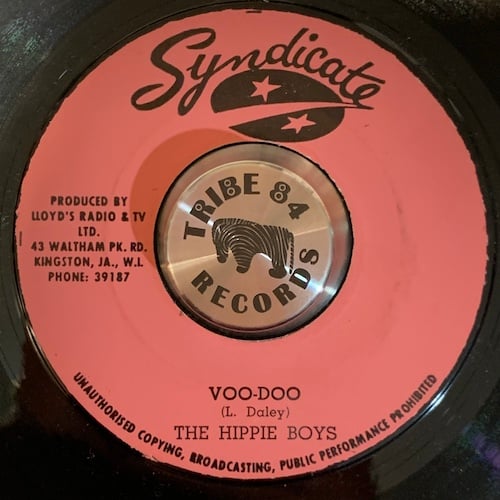 Syndicate
PRODUCED BY
LLOYD'S RADIO & TV
LTD.
43 WALTHAM PK. RD.
KINGSTON, JA., W.I.
PHONE: 39187
TRIBE 84
RECORDS
VOO-DOO
(L. Daley)
THE HIPPIE BOYS
UNAUTHORISED COPYING, BROADCASTING, PUBLIC PERFORMANCE PROHIBITED